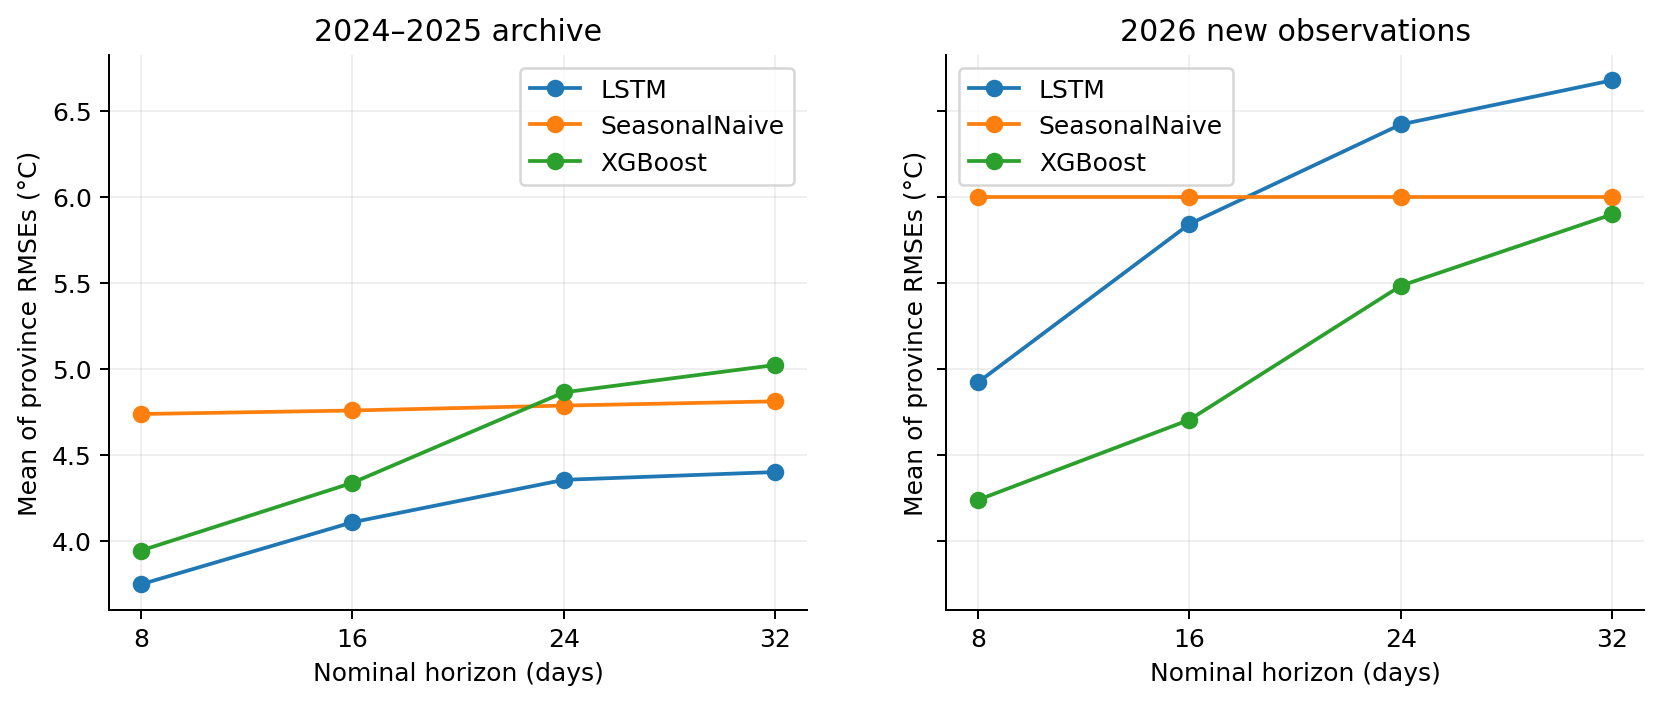 2024–2025 archive
Mean of province RMSEs (°C)
6.5
6.0
5.5
5.0
4.5
4.0
LSTM
SeasonalNaive
XGBoost
8
16
24
32
Nominal horizon (days)
2026 new observations
Mean of province RMSEs (°C)
LSTM
SeasonalNaive
XGBoost
8
16
24
32
Nominal horizon (days)